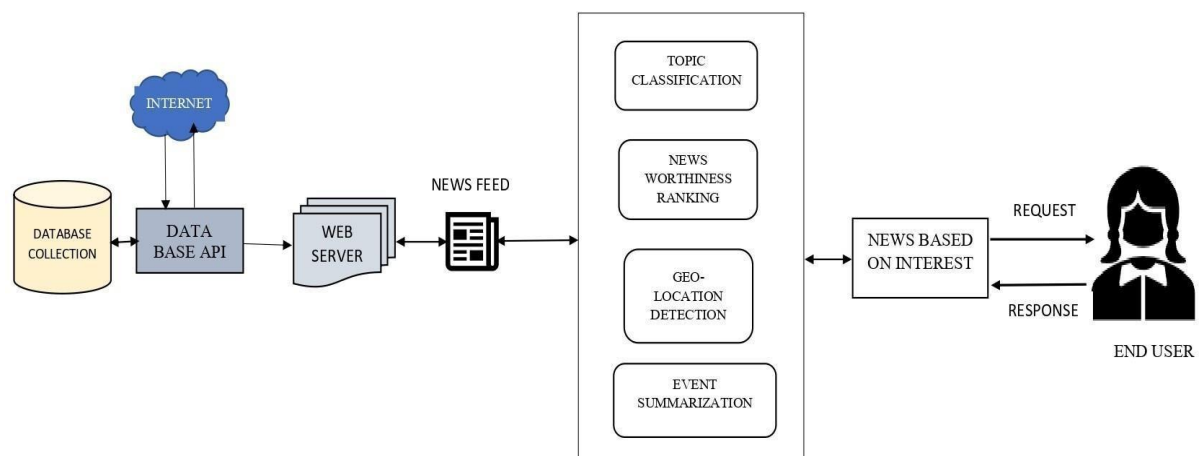 INTERNET
DATABASE
COLLECTION
DATA
BASE API
WEB
SERVER
NEWS FEED
TOPIC
CLASSIFICATION
NEWS
WORTHINESS
RANKING
GEO-
LOCATION
DETECTION
EVENT
SUMMARIZATION
NEWS BASED
ON INTEREST
REQUEST
RESPONSE
END USER